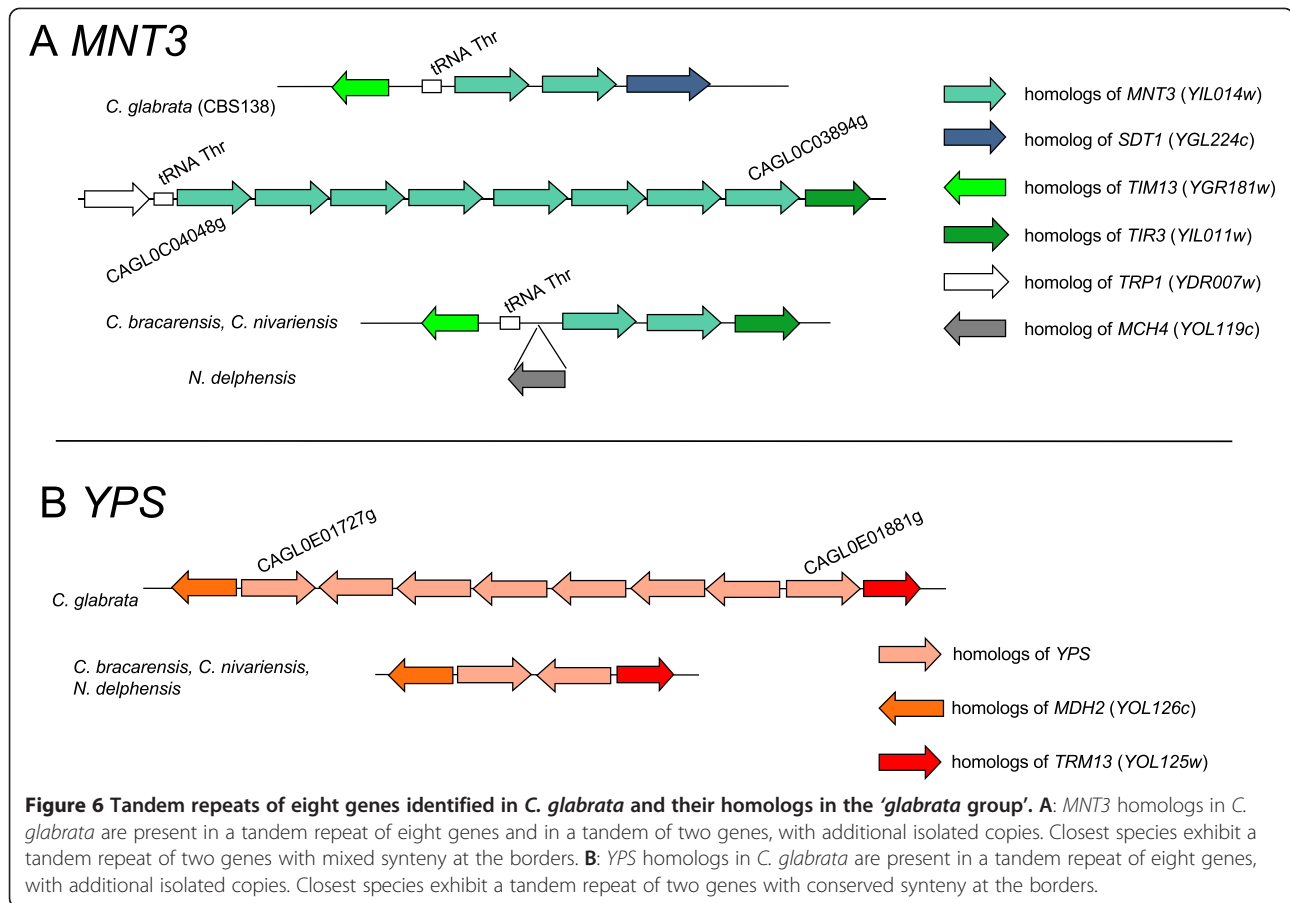 A MNT3
tRNA Thr
C. glabrata (CBS138)
CAGL0C03894g
tRNA Thr
CAGL0C04048g
tRNA Thr
C. bracarensis, C. nivariensis
N. delphensis
homologs of MNT3 (YIL014w)
homolog of SDT1 (YGL224c)
homologs of TIM13 (YGR181w)
homologs of TIR3 (YIL011w)
homolog of TRP1 (YDR007w)
homolog of MCH4 (YOL119c)
B YPS
CAGL0E01727g
CAGL0E01881g
C. glabrata
C. bracarensis, C. nivariensis,
N. delphensis
homologs of YPS
homologs of MDH2 (YOL126c)
homologs of TRM13 (YOL125w)
Figure 6 Tandem repeats of eight genes identified in C. glabrata and their homologs in the ‘glabrata group’. A: MNT3 homologs in C.
glabrata are present in a tandem repeat of eight genes and in a tandem of two genes, with additional isolated copies. Closest species exhibit a
tandem repeat of two genes with mixed synteny at the borders. B: YPS homologs in C. glabrata are present in a tandem repeat of eight genes,
with additional isolated copies. Closest species exhibit a tandem repeat of two genes with conserved synteny at the borders.